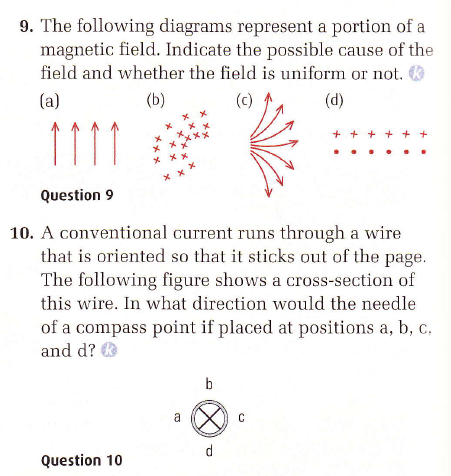 9. The following diagrams represent a portion of a
magnetic field. Indicate the possible cause of the
field and whether the field is uniform or not. k
(a) (b) (c) (d)
Question 9
10. A conventional current runs through a wire
that is oriented so that it sticks out of the page.
The following figure shows a cross-section of
this wire. In what direction would the needle
of a compass point if placed at positions a, b, c,
and d? k
b
a c
d
Question 10